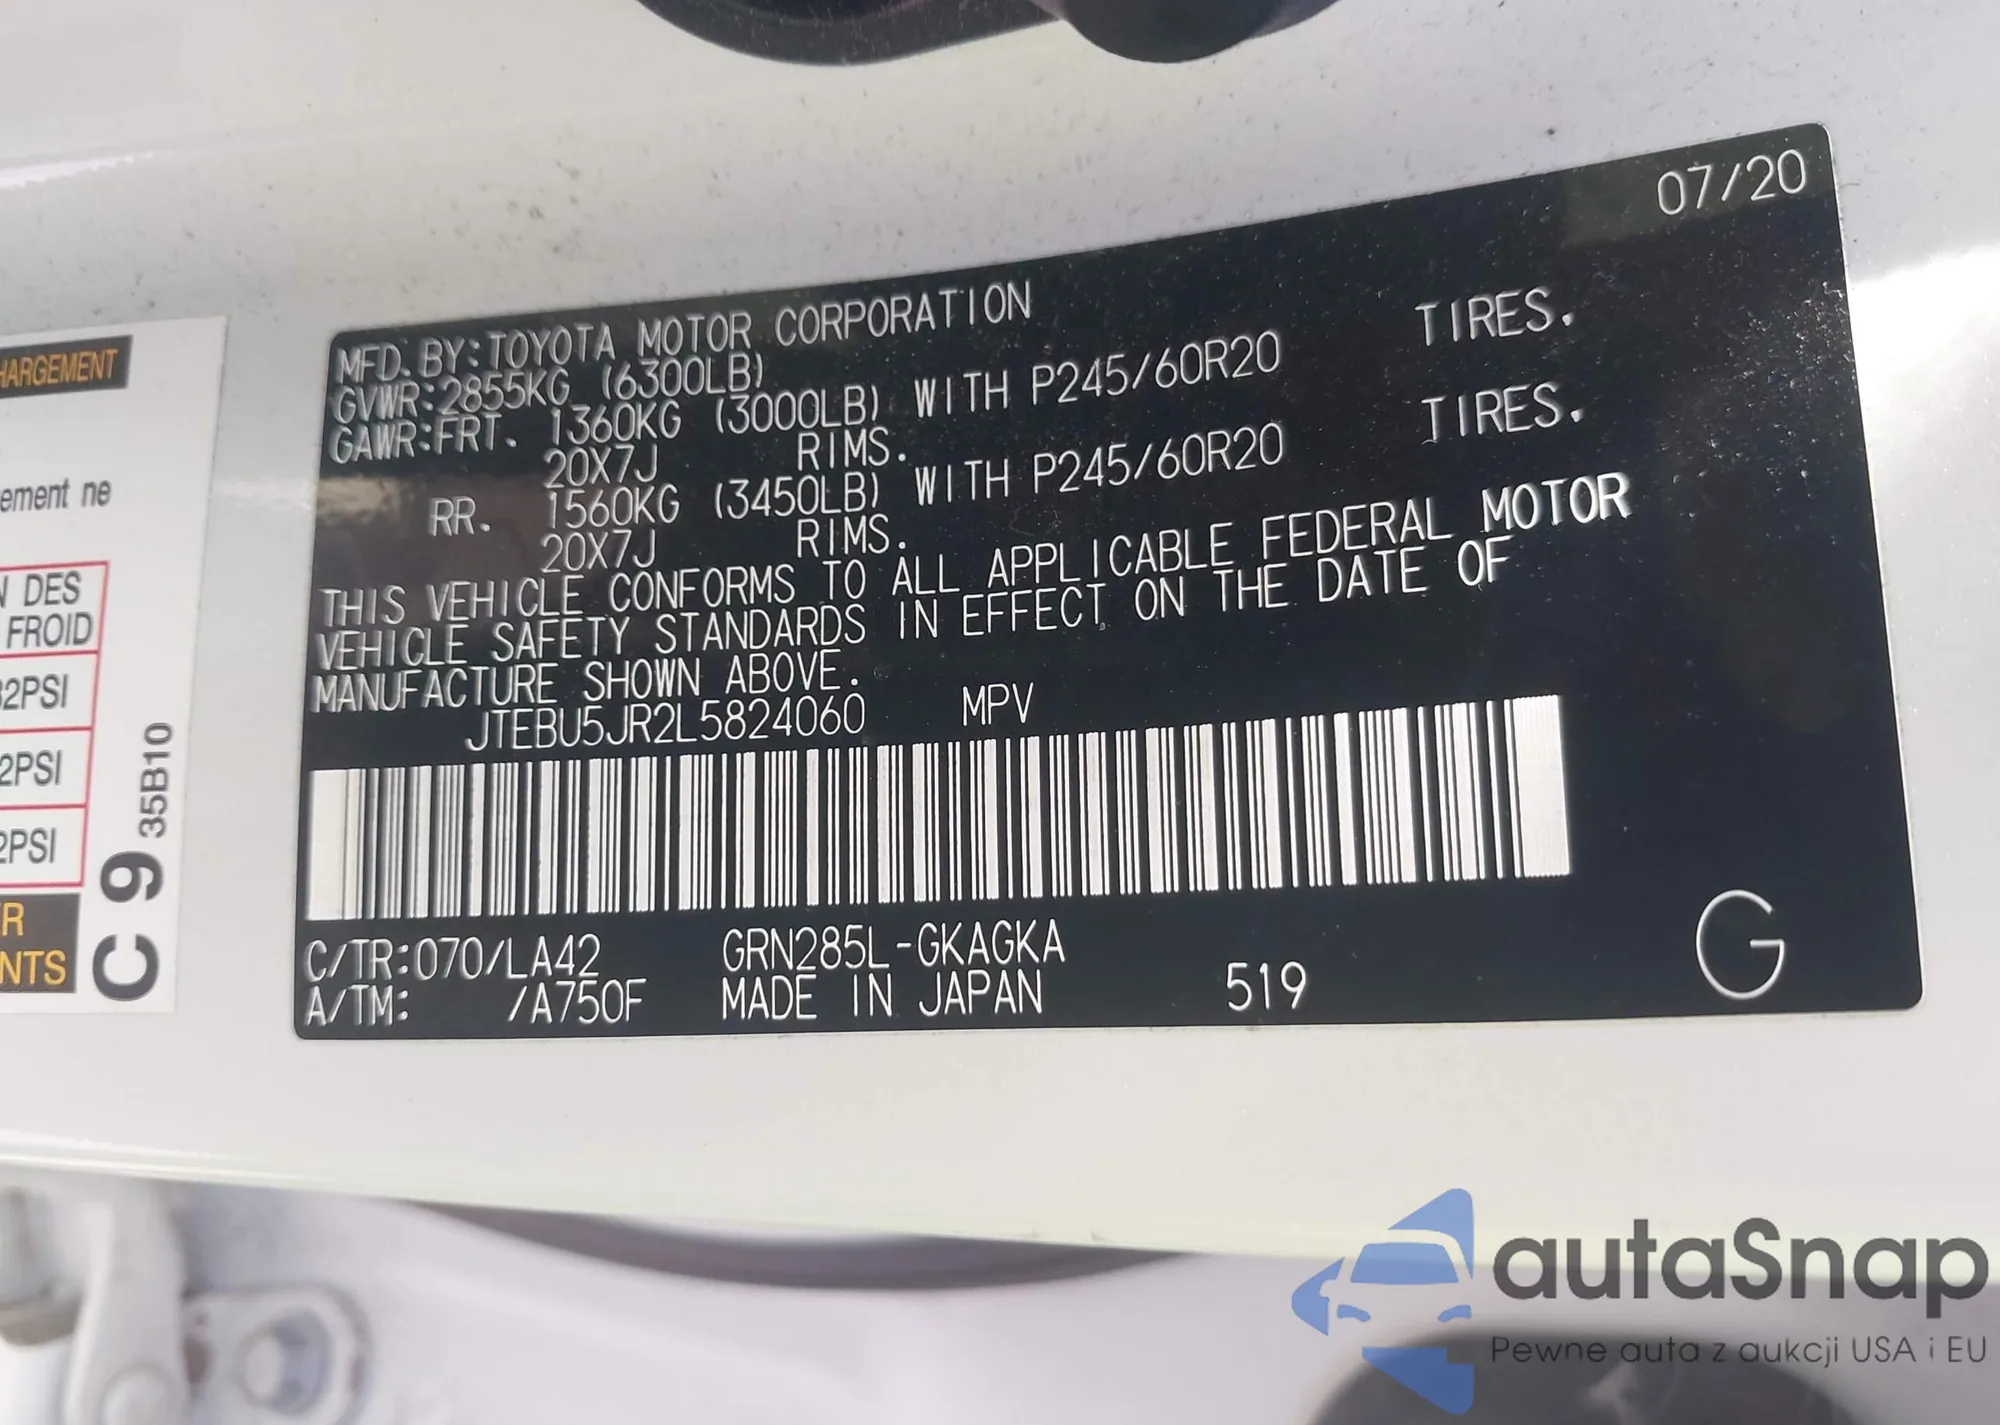 07/20
MFD. BY: TOYOTA MOTOR CORPORATION
GVWR: 2855KG (6300LB)
GAWR: FRT. 1360KG (3000LB) WITH P245/60R20 TIRES.
20X7J RIMS.
RR. 1560KG (3450LB) WITH P245/60R20 TIRES.
20X7J RIMS.
THIS VEHICLE CONFORMS TO ALL APPLICABLE FEDERAL MOTOR
VEHICLE SAFETY STANDARDS IN EFFECT ON THE DATE OF
MANUFACTURE SHOWN ABOVE.
JTEBU5JR2L5824060 MPV
C/TR: 070/LA42 GRN285L-GKAGKA
A/TM: /A750F MADE IN JAPAN 519 G
HARGEMENT
ement ne
N DES
FROID
32PSI
2PSI
2PSI
R
NTS
C 9 35B10
autaSnap
Pewne auta z aukcji USA i EU